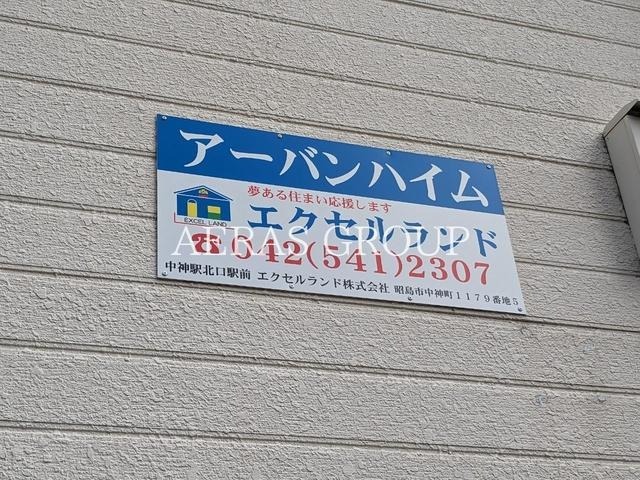 アーバンハイム
夢ある住まい応援します
EXCEL LAND
エクセルランド
AERAS GROUP
☎042(541)2307
中神駅北口駅前 エクセルランド株式会社 昭島市中神町1179番地5